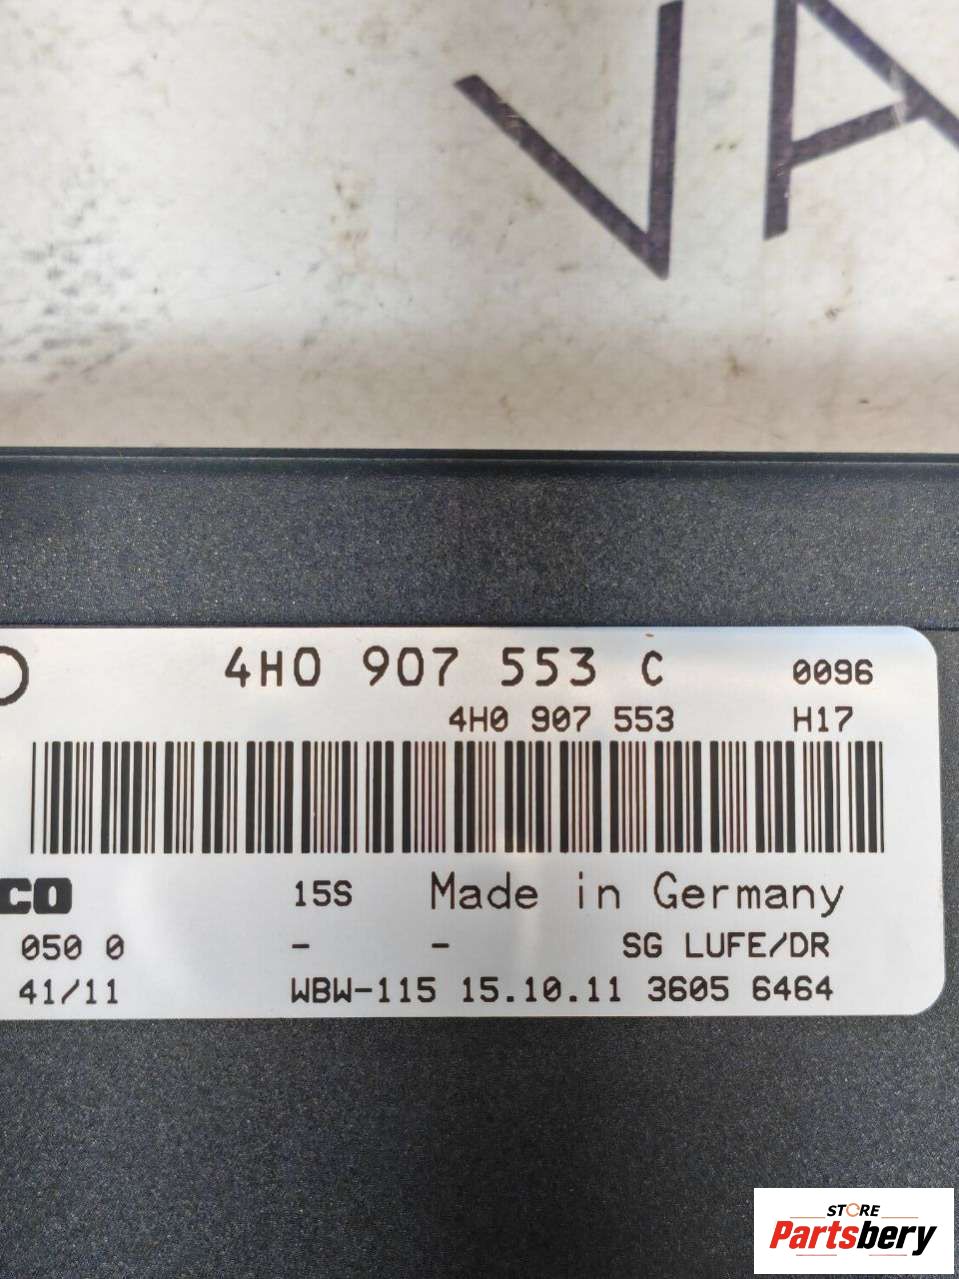 VA
4H0 907 553 C 0096
4H0 907 553 H17
15S Made in Germany
050 0 - - SG LUFE/DR
41/11 WBW-115 15.10.11 3605 6464
STORE
Partsbery